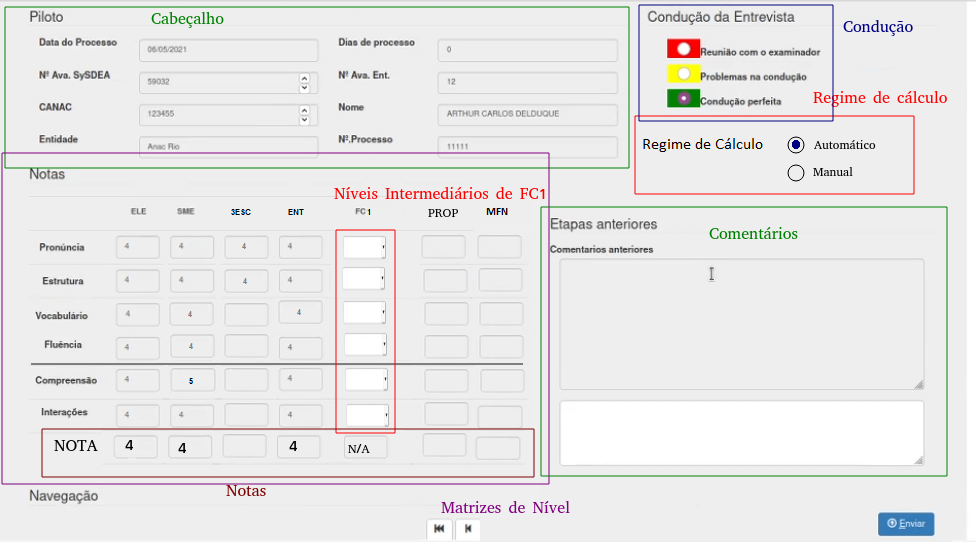 Piloto
Cabeçalho
Data do Processo 06/05/2021 Dias de processo 0
Nº Ava. SySDEA 59032 Nº Ava. Ent. 12
CANAC 123455 Nome ARTHUR CARLOS DELDUQUE
Entidade Anac Rio Nº.Processo 11111
Condução da Entrevista
Condução
Reunião com o examinador
Problemas na condução
Condução perfeita
Regime de cálculo
Regime de Cálculo Automático
Manual
Notas
Níveis Intermediários de FC1
ELE SME 3ESC ENT FC1 PROP MFN
Pronúncia 4 4 4 4
Estrutura 4 4 4 4
Vocabulário 4 4 4
Fluência 4 4 4
Compreensão 4 5 4
Interações 4 4 4
NOTA 4 4 4 N/A
Notas
Matrizes de Nível
Etapas anteriores
Comentários
Comentarios anteriores
Navegação
Enviar